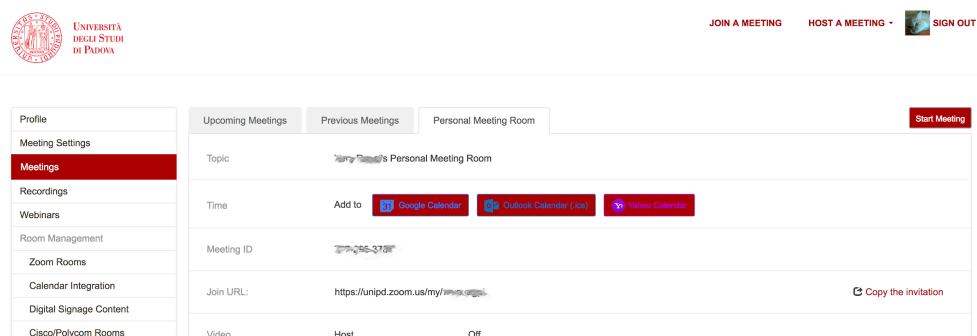 UNIVERSITÀ
DEGLI STUDI
DI PADOVA
JOIN A MEETING HOST A MEETING SIGN OUT
Profile
Meeting Settings
Meetings
Recordings
Webinars
Room Management
Zoom Rooms
Calendar Integration
Digital Signage Content
Cisco/Polycom Rooms
Upcoming Meetings Previous Meetings Personal Meeting Room
Start Meeting
Topic 's Personal Meeting Room
Time Add to Google Calendar Outlook Calendar (.ics) Yahoo Calendar
Meeting ID
Join URL: https://unipd.zoom.us/my/ Copy the invitation
Video Host Off